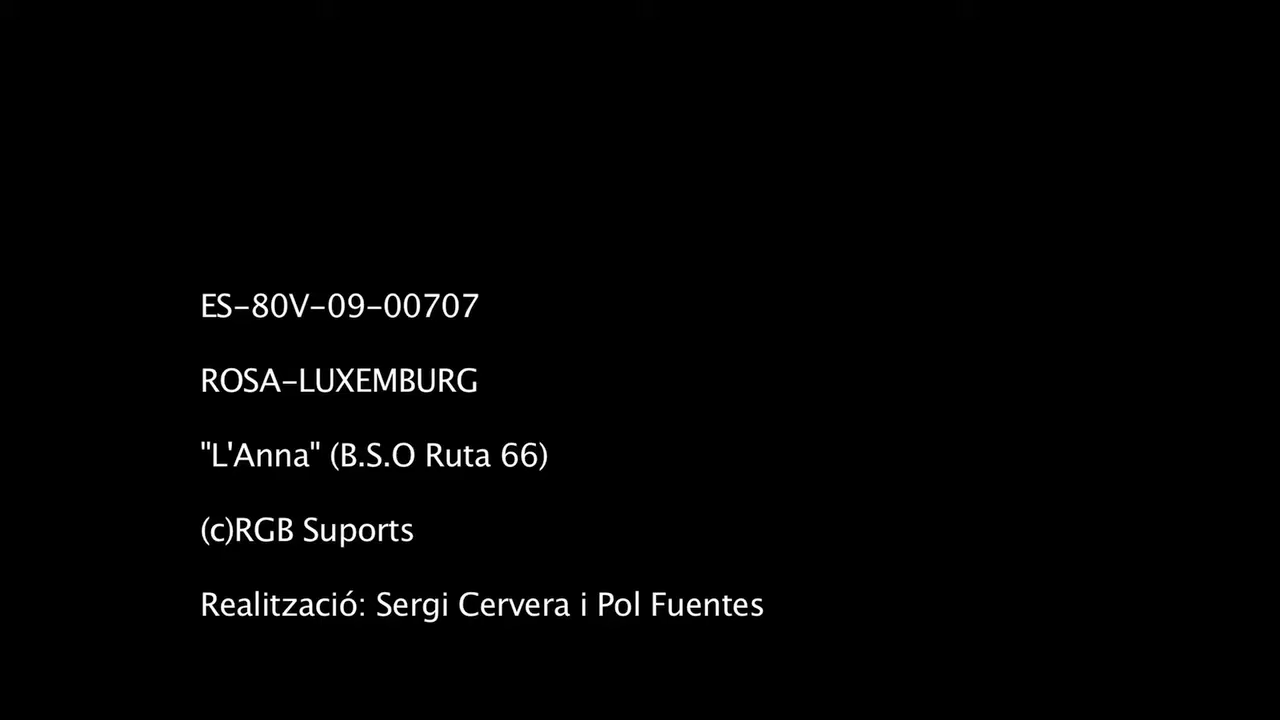 ES-80V-09-00707
ROSA-LUXEMBURG
"L'Anna" (B.S.O Ruta 66)
(c)RGB Suports
Realització: Sergi Cervera i Pol Fuentes